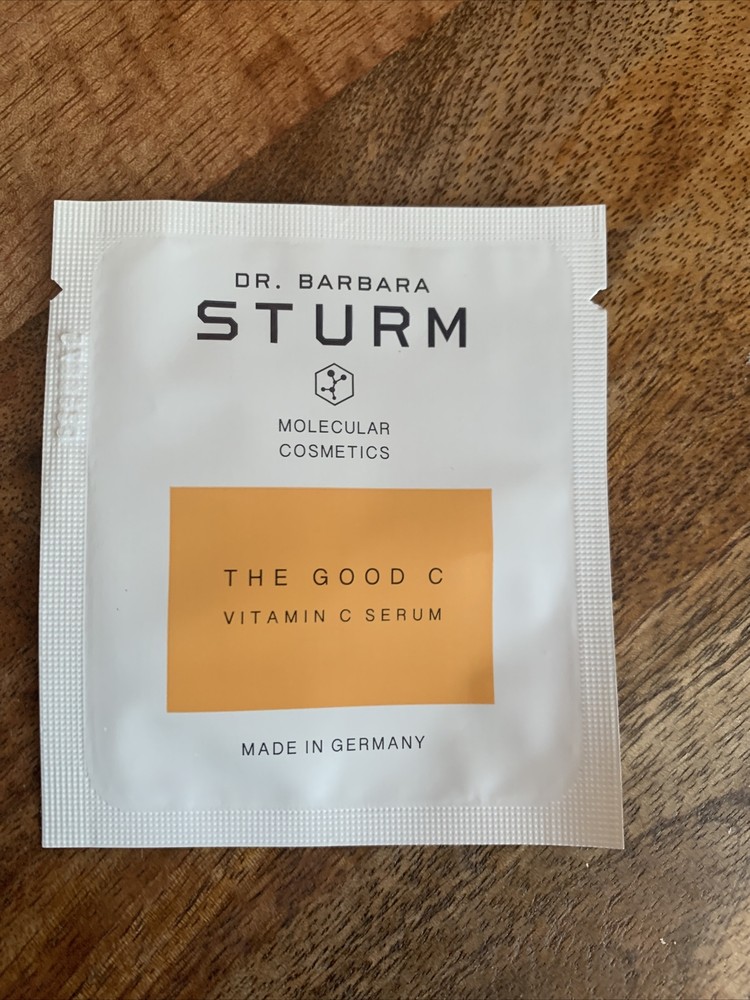 DR. BARBARA
STURM
MOLECULAR
COSMETICS
THE GOOD C
VITAMIN C SERUM
MADE IN GERMANY